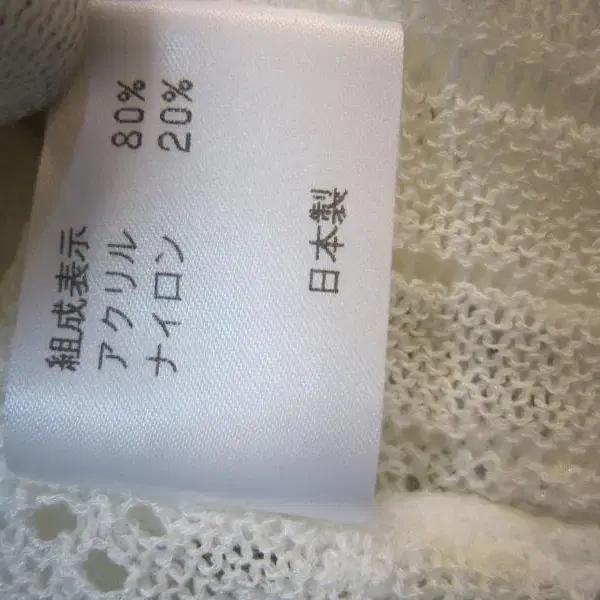 組成表示
アクリル 80%
ナイロン 20%
日本製